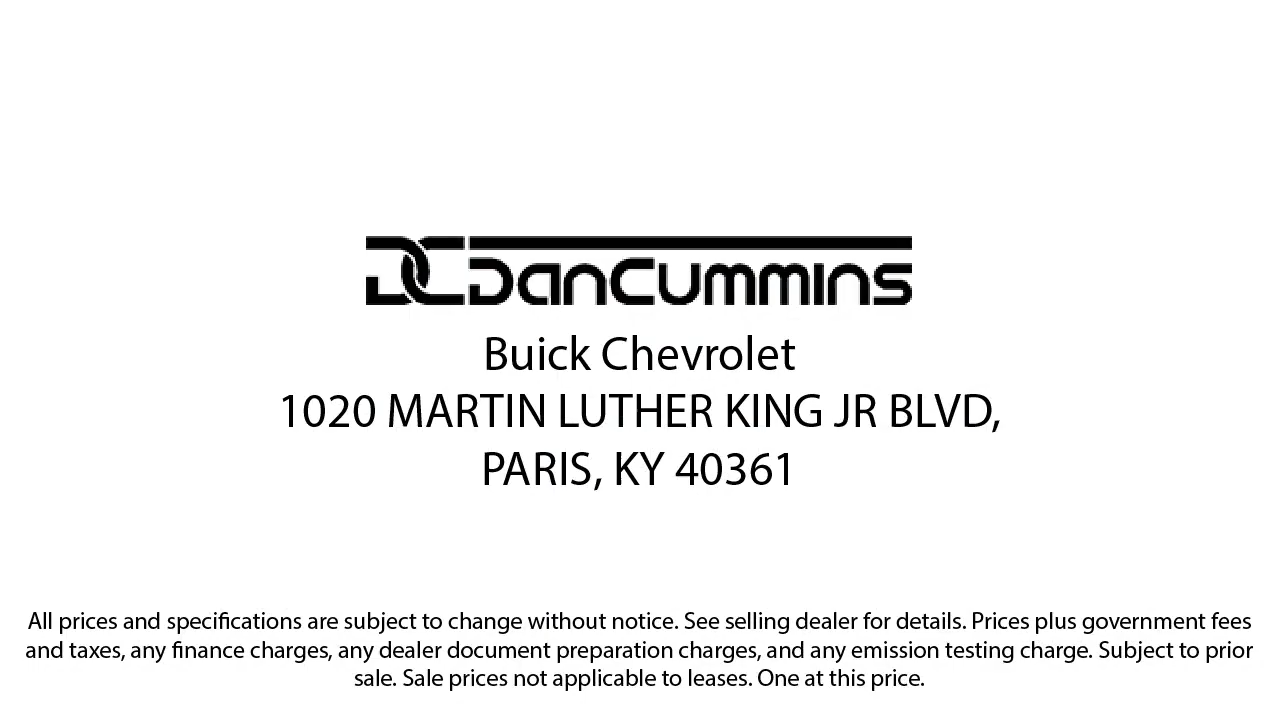 DC DanCummins
Buick Chevrolet
1020 MARTIN LUTHER KING JR BLVD,
PARIS, KY 40361
All prices and specifications are subject to change without notice. See selling dealer for details. Prices plus government fees
and taxes, any finance charges, any dealer document preparation charges, and any emission testing charge. Subject to prior
sale. Sale prices not applicable to leases. One at this price.